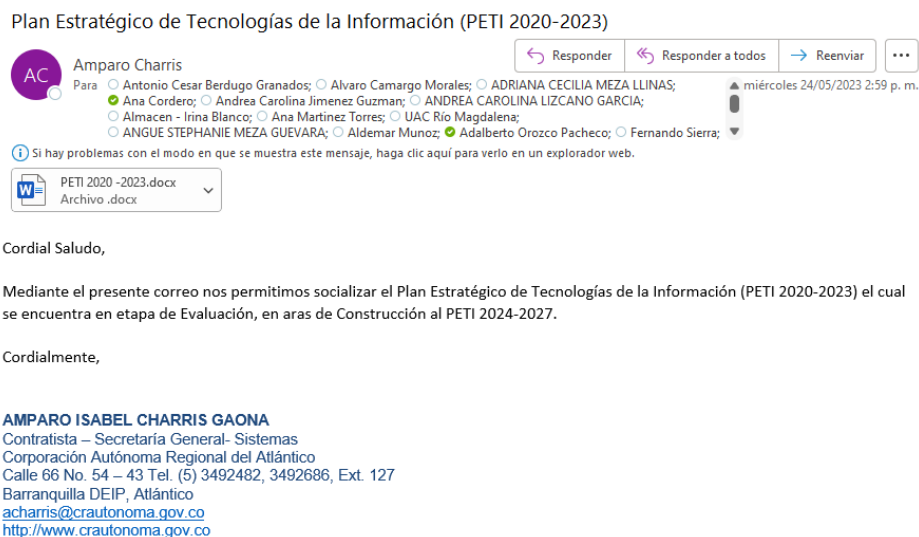 Plan Estratégico de Tecnologías de la Información (PETI 2020-2023)
AC
Amparo Charris
Responder
Responder a todos
Reenviar
Para Antonio Cesar Berdugo Granados; Alvaro Camargo Morales; ADRIANA CECILIA MEZA LLINAS;
Ana Cordero; Andrea Carolina Jimenez Guzman; ANDREA CAROLINA LIZCANO GARCIA;
Almacen - Irina Blanco; Ana Martinez Torres; UAC Río Magdalena;
ANGUE STEPHANIE MEZA GUEVARA; Aldemar Munoz; Adalberto Orozco Pacheco; Fernando Sierra;
miércoles 24/05/2023 2:59 p. m.
Si hay problemas con el modo en que se muestra este mensaje, haga clic aquí para verlo en un explorador web.
PETI 2020 -2023.docx
Archivo .docx
Cordial Saludo,
Mediante el presente correo nos permitimos socializar el Plan Estratégico de Tecnologías de la Información (PETI 2020-2023) el cual
se encuentra en etapa de Evaluación, en aras de Construcción al PETI 2024-2027.
Cordialmente,
AMPARO ISABEL CHARRIS GAONA
Contratista – Secretaría General- Sistemas
Corporación Autónoma Regional del Atlántico
Calle 66 No. 54 – 43 Tel. (5) 3492482, 3492686, Ext. 127
Barranquilla DEIP, Atlántico
acharris@crautonoma.gov.co
http://www.crautonoma.gov.co